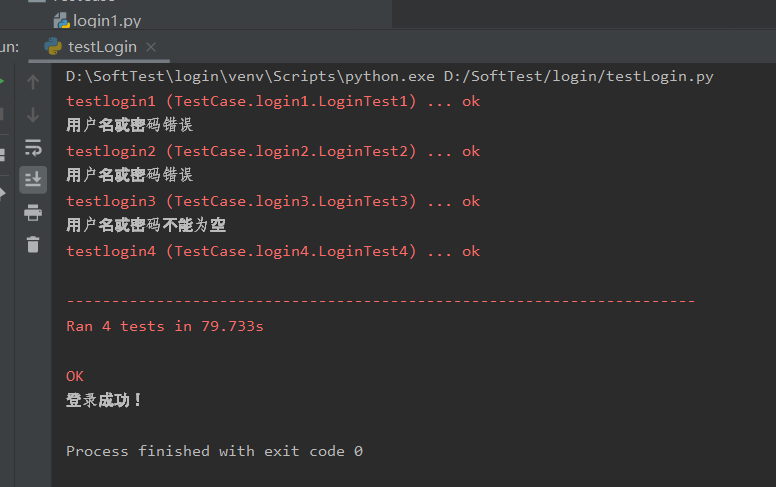 login1.py
un:
testLogin
D:\SoftTest\login\venv\Scripts\python.exe D:/SoftTest/login/testLogin.py
testlogin1 (TestCase.login1.LoginTest1) ... ok
用户名或密码错误
testlogin2 (TestCase.login2.LoginTest2) ... ok
用户名或密码错误
testlogin3 (TestCase.login3.LoginTest3) ... ok
用户名或密码不能为空
testlogin4 (TestCase.login4.LoginTest4) ... ok
----------------------------------------------------------------------
Ran 4 tests in 79.733s
OK
登录成功！
Process finished with exit code 0